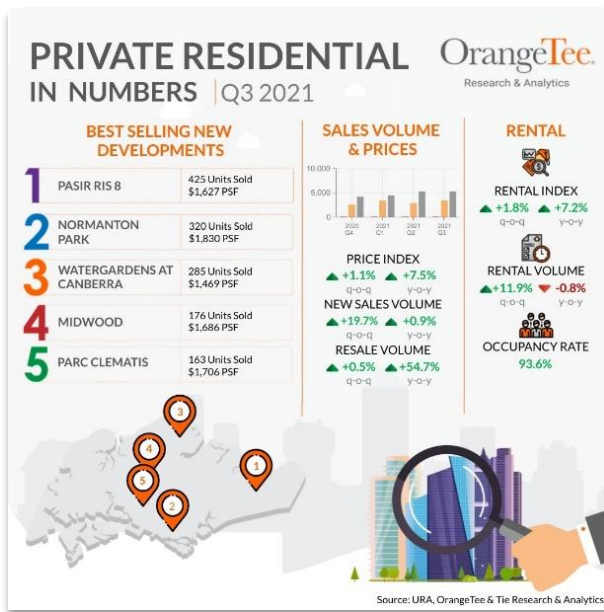 PRIVATE RESIDENTIAL
IN NUMBERS | Q3 2021
OrangeTee
Research & Analytics
BEST SELLING NEW
DEVELOPMENTS
1 PASIR RIS 8 425 Units Sold
$1,627 PSF
2 NORMANTON
PARK 320 Units Sold
$1,830 PSF
3 WATERGARDENS AT
CANBERRA 285 Units Sold
$1,469 PSF
4 MIDWOOD 176 Units Sold
$1,686 PSF
5 PARC CLEMATIS 163 Units Sold
$1,706 PSF
SALES VOLUME
& PRICES
10,000
5,000
0
2020
Q4
2021
Q1
2021
Q2
2021
Q3
PRICE INDEX
+1.1% +7.5%
q-o-q y-o-y
NEW SALES VOLUME
+19.7% +0.9%
q-o-q y-o-y
RESALE VOLUME
+0.5% +54.7%
q-o-q y-o-y
RENTAL
RENTAL INDEX
+1.8% +7.2%
q-o-q y-o-y
RENTAL VOLUME
+11.9% -0.8%
q-o-q y-o-y
OCCUPANCY RATE
93.6%
3
4
1
5
2
Source: URA, OrangeTee & Tie Research & Analytics